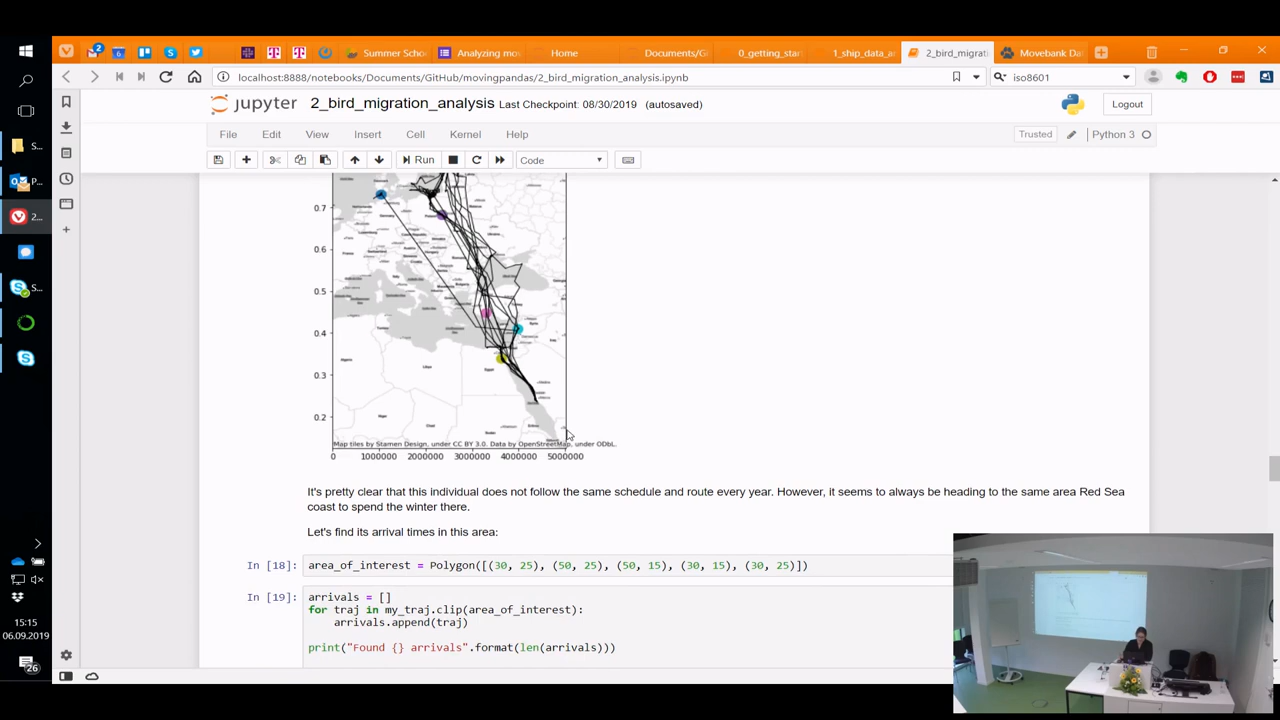 2
6
Summer Scho
Analyzing mov
Home
Documents/Gi
0_getting_star
1_ship_data_a
2_bird_migrati
Movebank Da
localhost:8888/notebooks/Documents/GitHub/movingpandas/2_bird_migration_analysis.ipynb
iso8601
jupyter 2_bird_migration_analysis Last Checkpoint: 08/30/2019 (autosaved)
Logout
File Edit View Insert Cell Kernel Help
Trusted
Python 3
Run
Code
S...
P...
2...
S...
0.7
0.6
0.5
0.4
0.3
0.2
Map tiles by Stamen Design, under CC BY 3.0. Data by OpenStreetMap, under ODbL.
0 1000000 2000000 3000000 4000000 5000000
It's pretty clear that this individual does not follow the same schedule and route every year. However, it seems to always be heading to the same area Red Sea
coast to spend the winter there.
Let's find its arrival times in this area:
In [18]: area_of_interest = Polygon([(30, 25), (50, 25), (50, 15), (30, 15), (30, 25)])
In [19]: arrivals = []
for traj in my_traj.clip(area_of_interest):
arrivals.append(traj)
print("Found {} arrivals".format(len(arrivals)))
15:15
06.09.2019
26